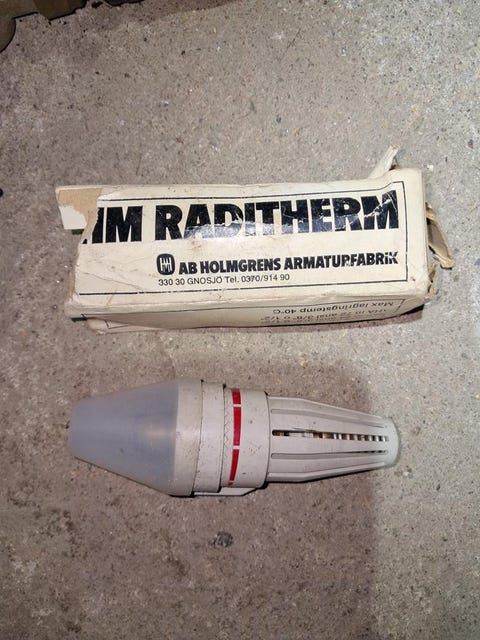 IM RADITHERM
AB HOLMGRENS ARMATURFABRIK
330 30 GNOSJÖ Tel. 0370/914 90
Max lagringstemp 40°C